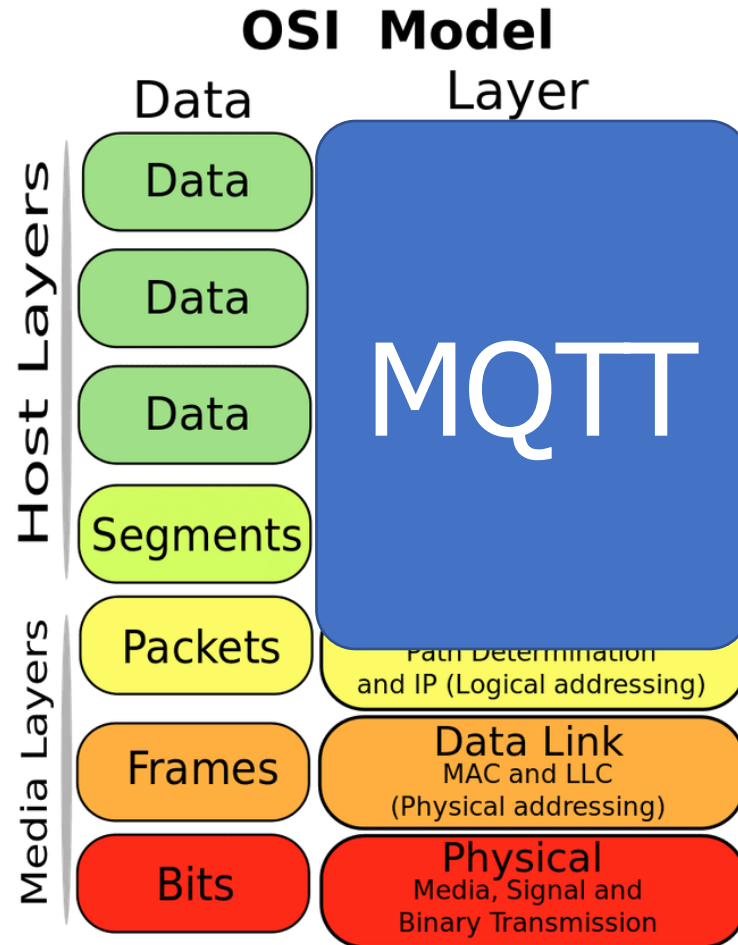 OSI Model
Data
Layer
Host Layers
Data
Data
Data
Segments
MQTT
Media Layers
Packets
Path Determination
and IP (Logical addressing)
Frames
Data Link
MAC and LLC
(Physical addressing)
Bits
Physical
Media, Signal and
Binary Transmission